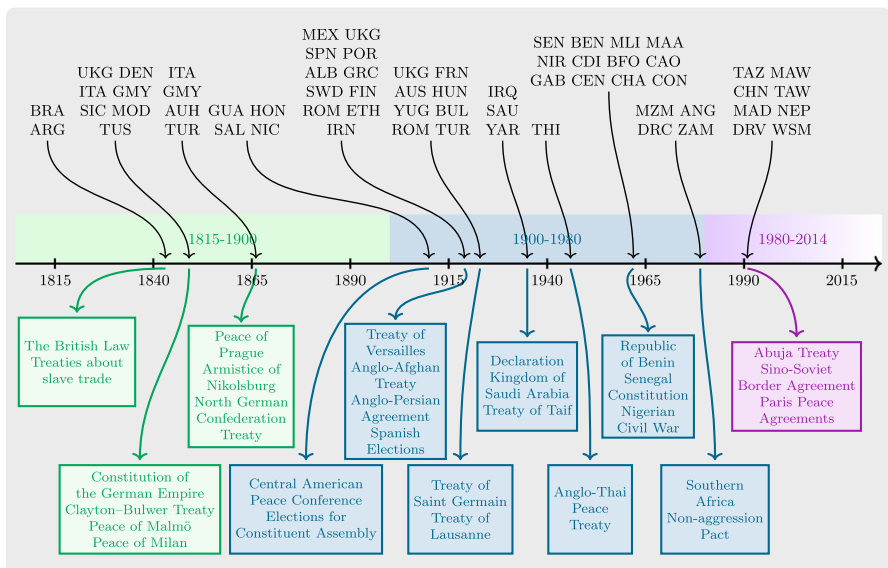 BRA
ARG
UKG DEN
ITA GMY
SIC MOD
TUS
ITA
GMY
AUH
TUR
GUA HON
SAL NIC
MEX UKG
SPN POR
ALB GRC
SWD FIN
ROM ETH
IRN
UKG FRN
AUS HUN
YUG BUL
ROM TUR
IRQ
SAU
YAR
THI
SEN BEN MLI MAA
NIR CDI BFO CAO
GAB CEN CHA CON
MZM ANG
DRC ZAM
TAZ MAW
CHN TAW
MAD NEP
DRV WSM
1815-1900
1900-1980
1980-2014
1815
1840
1865
1890
1915
1940
1965
1990
2015
The British Law
Treaties about
slave trade
Peace of
Prague
Armistice of
Nikolsburg
North German
Confederation
Treaty
Treaty of
Versailles
Anglo-Afghan
Treaty
Anglo-Persian
Agreement
Spanish
Elections
Declaration
Kingdom of
Saudi Arabia
Treaty of Taif
Republic
of Benin
Senegal
Constitution
Nigerian
Civil War
Abuja Treaty
Sino-Soviet
Border Agreement
Paris Peace
Agreements
Constitution of
the German Empire
Clayton–Bulwer Treaty
Peace of Malmö
Peace of Milan
Central American
Peace Conference
Elections for
Constituent Assembly
Treaty of
Saint Germain
Treaty of
Lausanne
Anglo-Thai
Peace
Treaty
Southern
Africa
Non-aggression
Pact